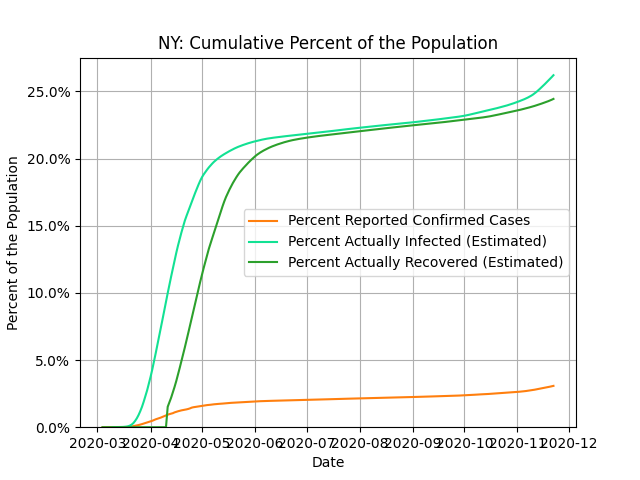 NY: Cumulative Percent of the Population
Percent of the Population
25.0%
20.0%
15.0%
10.0%
5.0%
0.0%
Percent Reported Confirmed Cases
Percent Actually Infected (Estimated)
Percent Actually Recovered (Estimated)
2020-03 2020-04 2020-05 2020-06 2020-07 2020-08 2020-09 2020-10 2020-11 2020-12
Date